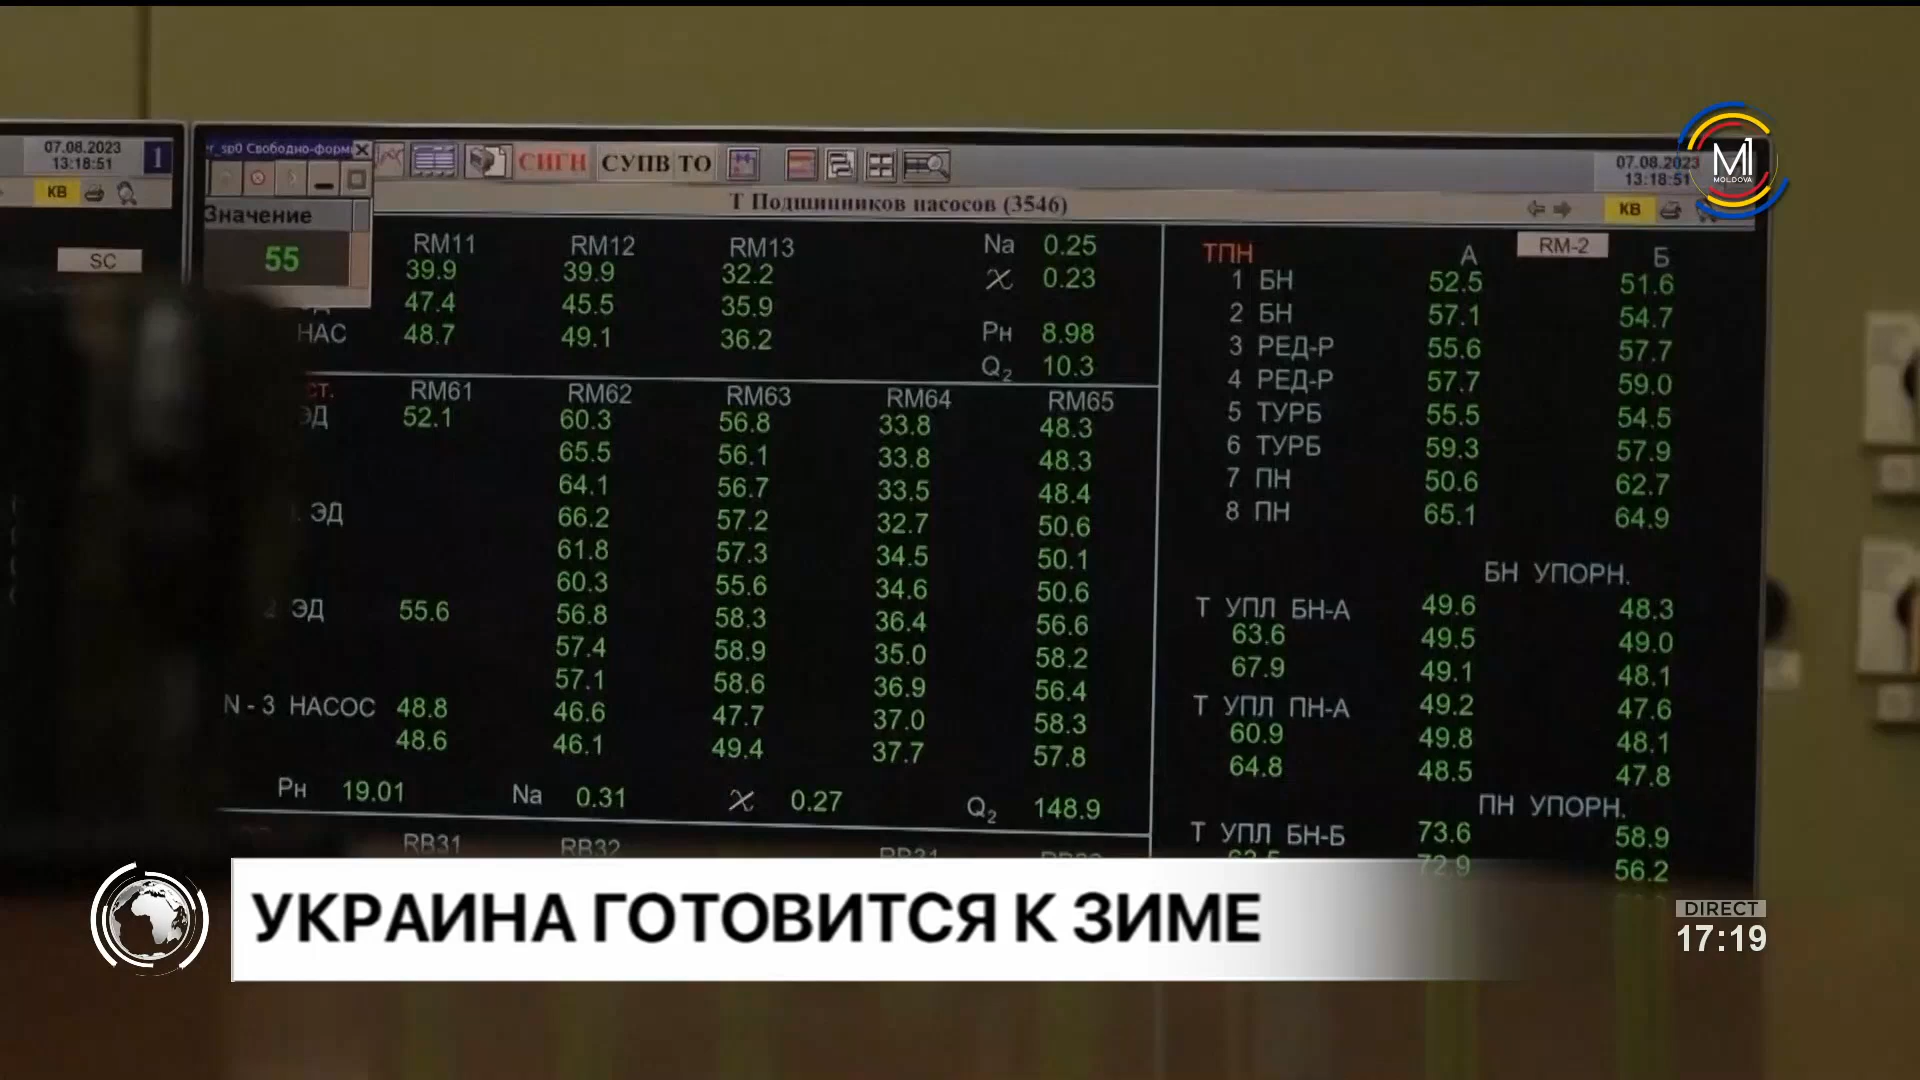 07.08.2023
13:18:51
1
КВ
SC
er_sp0 Свободно-форм
Значение
55
СИГН СУПВ ТО
07.08.2023
13:18:51
Т Подшипников насосов (3546)
КВ
M1
MOLDOVA
RM11 RM12 RM13 Na 0.25
39.9 39.9 32.2 χ 0.23
47.4 45.5 35.9
НАС 48.7 49.1 36.2 Рн 8.98
Q2 10.3
СТ. RM61 RM62 RM63 RM64 RM65
ЭД 52.1 60.3 56.8 33.8 48.3
65.5 56.1 33.8 48.3
64.1 56.7 33.5 48.4
ЭД 66.2 57.2 32.7 50.6
61.8 57.3 34.5 50.1
60.3 55.6 34.6 50.6
2 ЭД 55.6 56.8 58.3 36.4 56.6
57.4 58.9 35.0 58.2
57.1 58.6 36.9 56.4
N - 3 НАСОС 48.8 46.6 47.7 37.0 58.3
48.6 46.1 49.4 37.7 57.8
Рн 19.01 Na 0.31 χ 0.27 Q2 148.9
RB31 RB32
RM-2
ТПН А Б
1 БН 52.5 51.6
2 БН 57.1 54.7
3 РЕД-Р 55.6 57.7
4 РЕД-Р 57.7 59.0
5 ТУРБ 55.5 54.5
6 ТУРБ 59.3 57.9
7 ПН 50.6 62.7
8 ПН 65.1 64.9
БН УПОРН.
Т УПЛ БН-А 49.6 48.3
63.6 49.5 49.0
67.9 49.1 48.1
Т УПЛ ПН-А 49.2 47.6
60.9 49.8 48.1
64.8 48.5 47.8
ПН УПОРН.
Т УПЛ БН-Б 73.6 58.9
72.9 56.2
УКРАИНА ГОТОВИТСЯ К ЗИМЕ
DIRECT
17:19